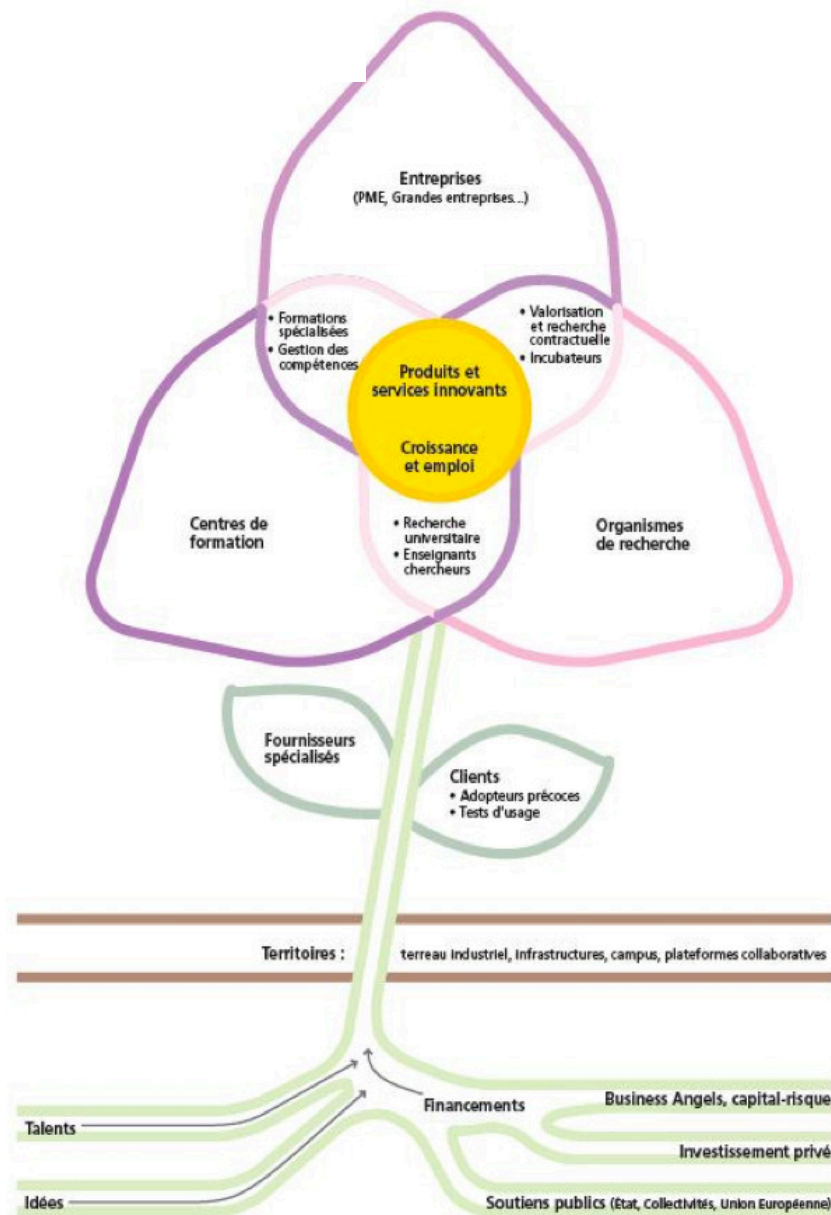 Entreprises
(PME, Grandes entreprises...)
• Formations
spécialisées
• Gestion des
compétences
• Valorisation
et recherche
contractuelle
• Incubateurs
Produits et
services innovants
Croissance
et emploi
Centres de
formation
• Recherche
universitaire
• Enseignants
chercheurs
Organismes
de recherche
Fournisseurs
spécialisés
Clients
• Adopteurs précoces
• Tests d'usage
Territoires : terreau industriel, infrastructures, campus, plateformes collaboratives
Talents
Financements
Business Angels, capital-risque
Investissement privé
Idées
Soutiens publics (État, Collectivités, Union Européenne)